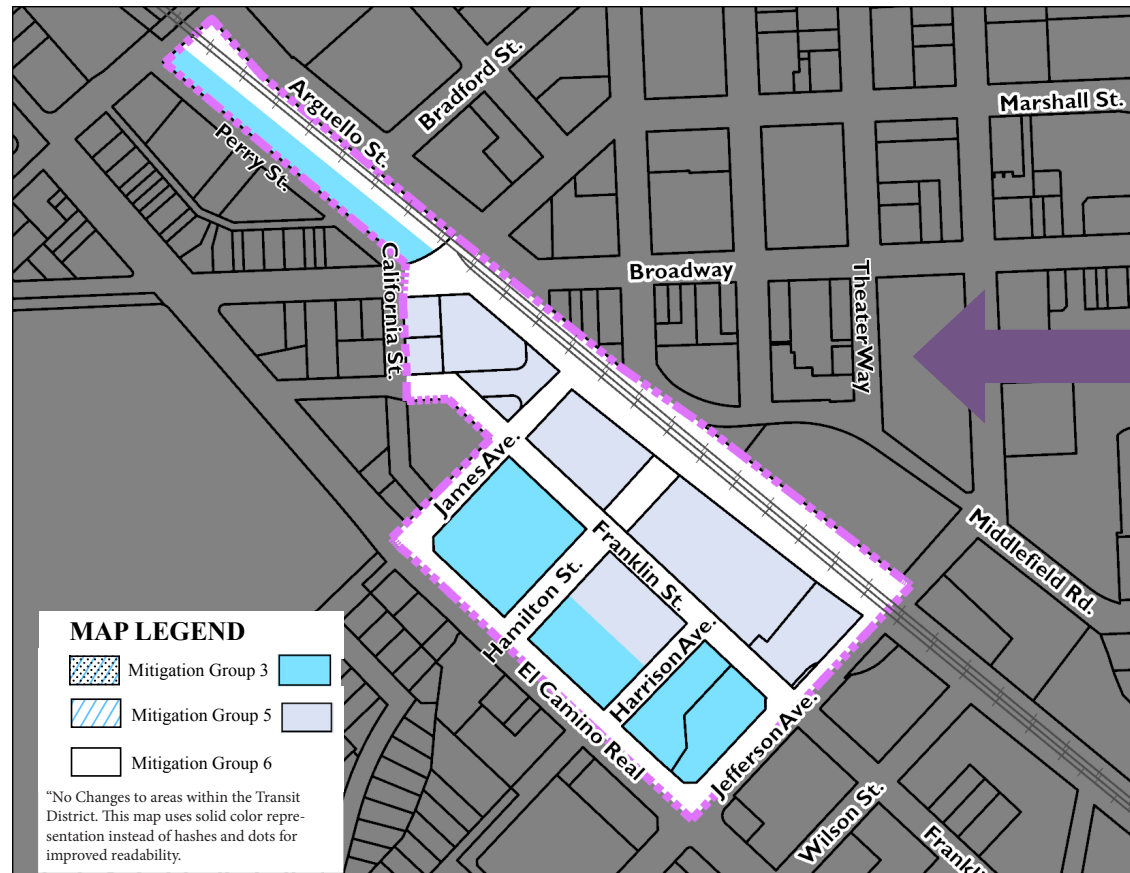 Bradford St.
Arguello St.
Marshall St.
Perry St.
California St.
Broadway
Theater Way
James Ave.
Franklin St.
Middlefield Rd.
Hamilton St.
Harrison Ave.
El Camino Real
Jefferson Ave.
Wilson St.
Frankli
MAP LEGEND
Mitigation Group 3
Mitigation Group 5
Mitigation Group 6
“No Changes to areas within the Transit
District. This map uses solid color repre-
sentation instead of hashes and dots for
improved readability.